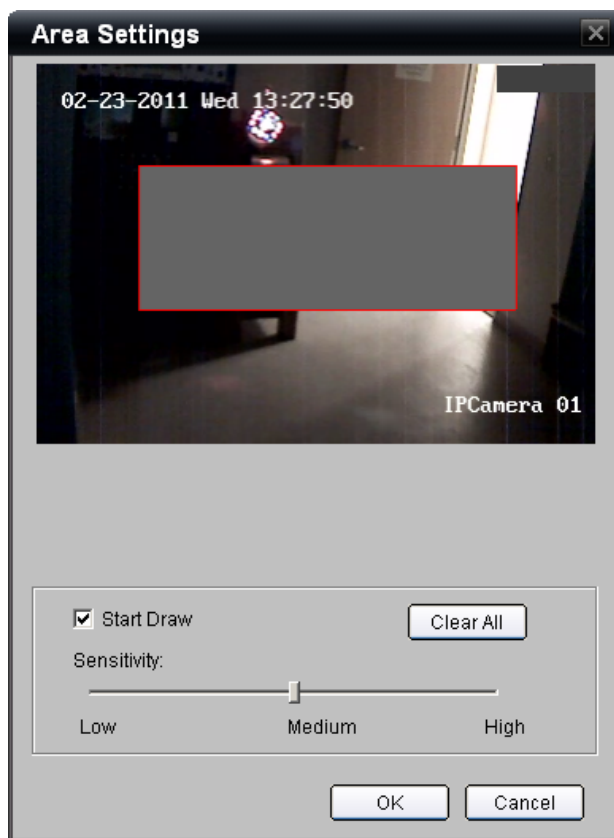 Area Settings
02-23-2011 Wed 13:27:50
IPCamera 01
Start Draw
Clear All
Sensitivity:
Low Medium High
OK Cancel